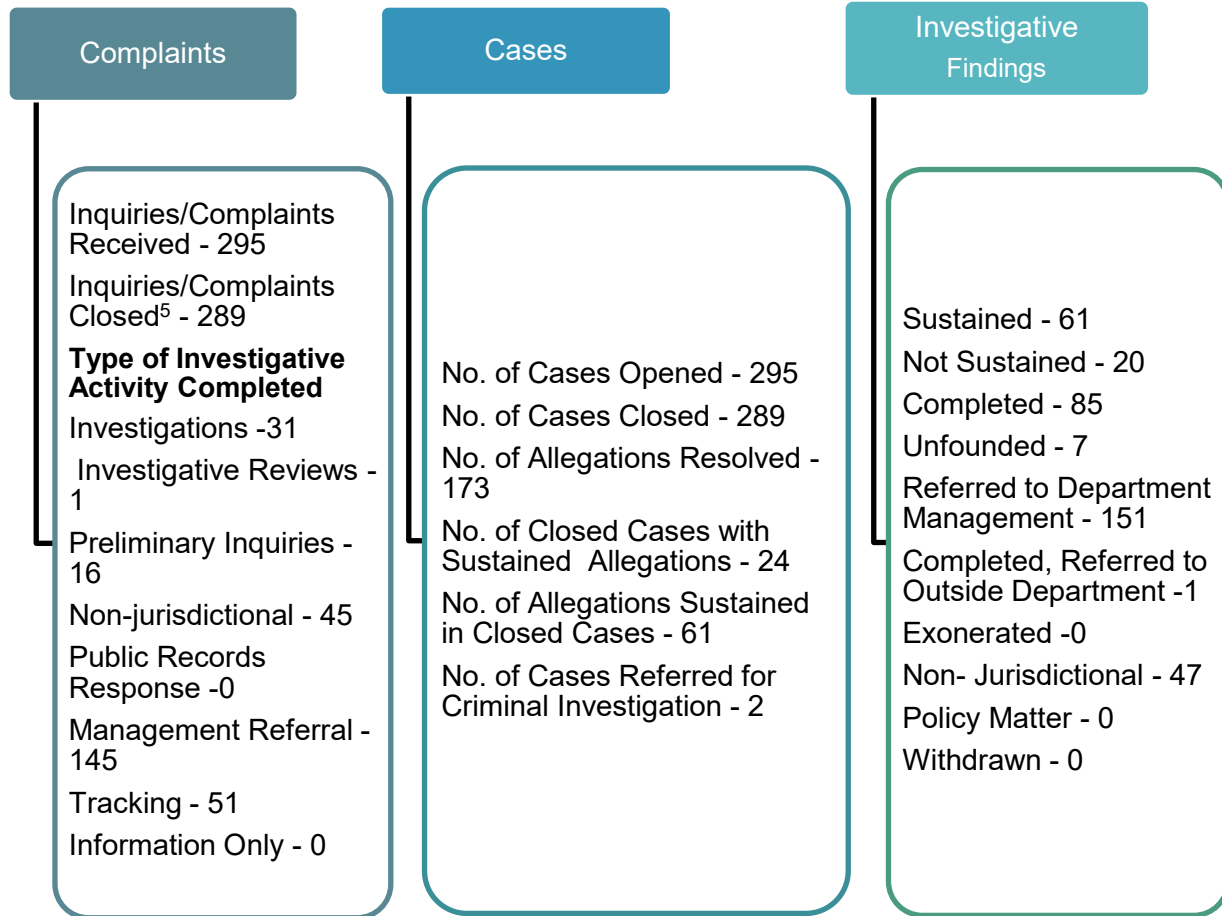 Complaints
Inquiries/Complaints
Received - 295
Inquiries/Complaints
Closed⁵ - 289
Type of Investigative
Activity Completed
Investigations -31
Investigative Reviews -
1
Preliminary Inquiries -
16
Non-jurisdictional - 45
Public Records
Response -0
Management Referral -
145
Tracking - 51
Information Only - 0
Cases
No. of Cases Opened - 295
No. of Cases Closed - 289
No. of Allegations Resolved -
173
No. of Closed Cases with
Sustained  Allegations - 24
No. of Allegations Sustained
in Closed Cases - 61
No. of Cases Referred for
Criminal Investigation - 2
Investigative
Findings
Sustained - 61
Not Sustained - 20
Completed - 85
Unfounded - 7
Referred to Department
Management - 151
Completed, Referred to
Outside Department -1
Exonerated -0
Non- Jurisdictional - 47
Policy Matter - 0
Withdrawn - 0